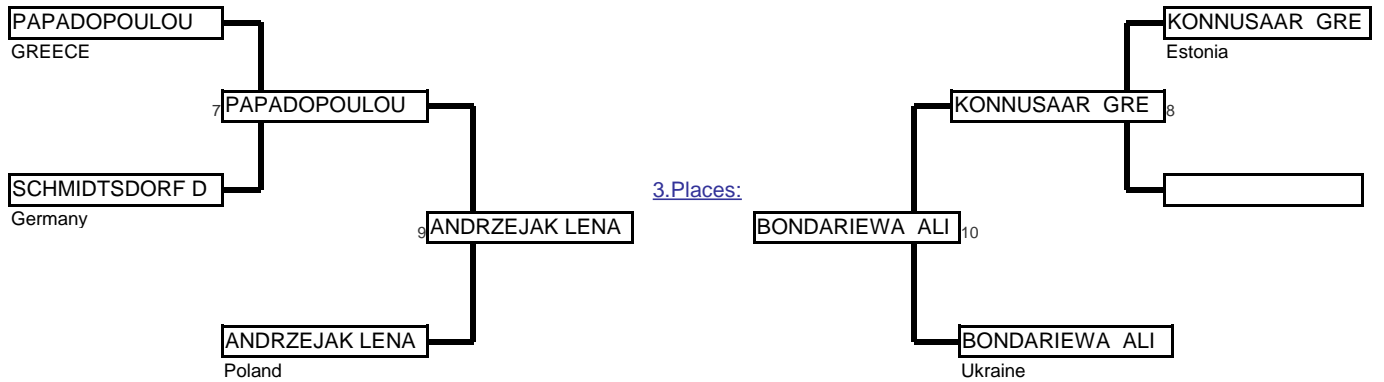 PAPADOPOULOU
GREECE
KONNUSAAR GRE
Estonia
7 PAPADOPOULOU
KONNUSAAR GRE 8
SCHMIDTSDORF D
Germany
3.Places:
9 ANDRZEJAK LENA
BONDARIEWA ALI 10
ANDRZEJAK LENA
Poland
BONDARIEWA ALI
Ukraine